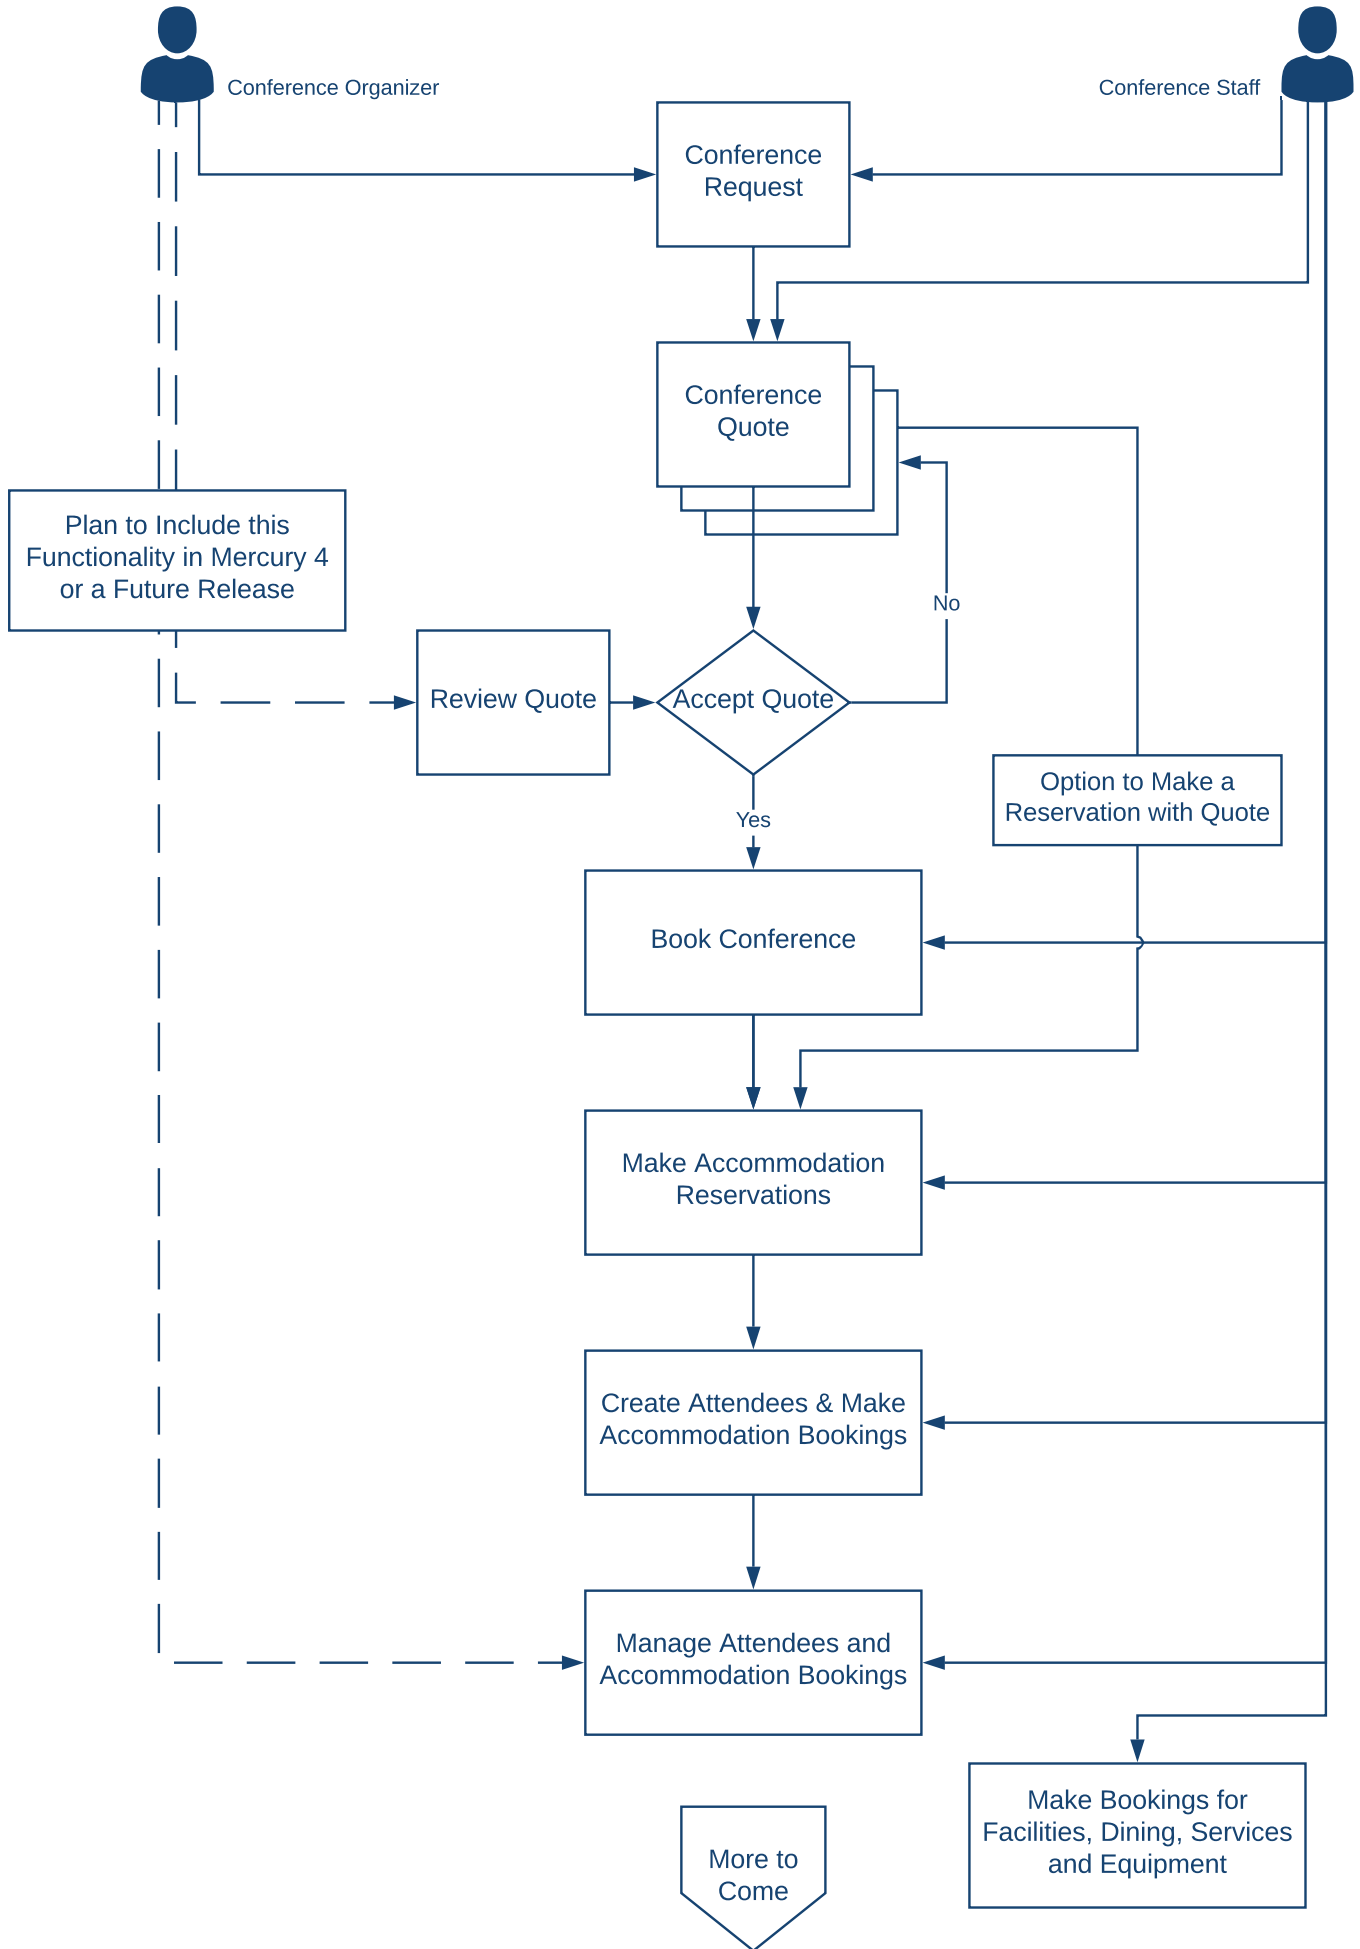 Conference Organizer
Conference Staff
Conference
Request
Conference
Quote
Plan to Include this
Functionality in Mercury 4
or a Future Release
No
Review Quote
Accept Quote
Option to Make a
Reservation with Quote
Yes
Book Conference
Make Accommodation
Reservations
Create Attendees & Make
Accommodation Bookings
Manage Attendees and
Accommodation Bookings
Make Bookings for
Facilities, Dining, Services
and Equipment
More to
Come